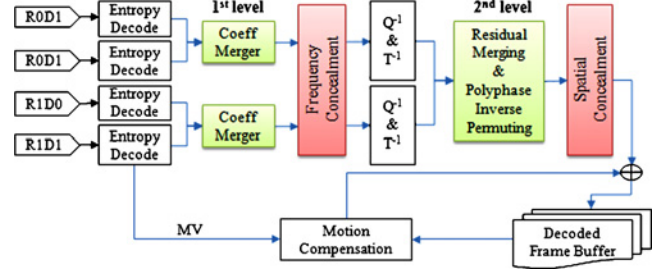 1st level
2nd level
R0D1
Entropy
Decode
R0D1
Entropy
Decode
R1D0
Entropy
Decode
R1D1
Entropy
Decode
Coeff
Merger
Coeff
Merger
Frequency
Concealment
Q-1
&
T-1
Q-1
&
T-1
Residual
Merging
&
Polyphase
Inverse
Permuting
Spatial
Concealment
MV
Motion
Compensation
Decoded
Frame Buffer